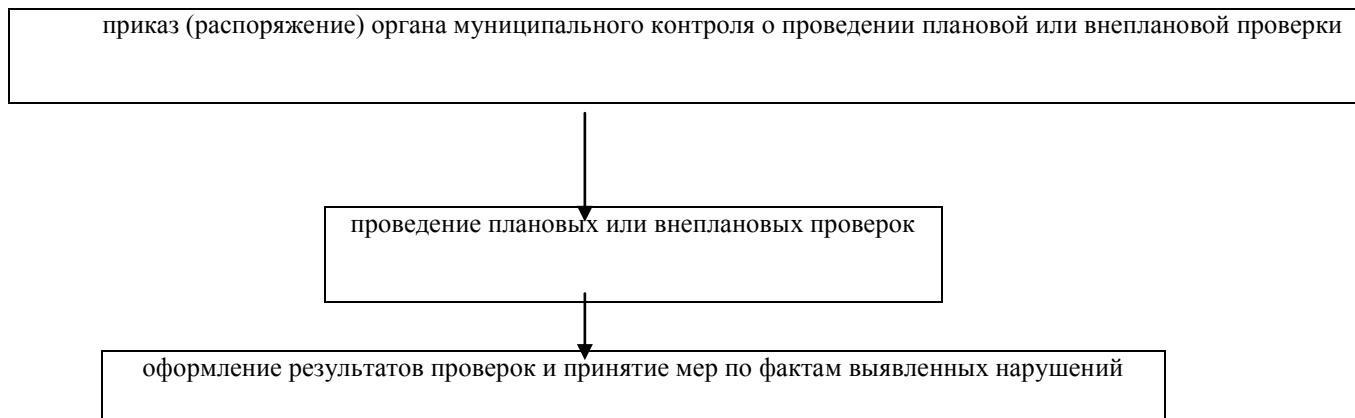 приказ (распоряжение) органа муниципального контроля о проведении плановой или внеплановой проверки
проведение плановых или внеплановых проверок
оформление результатов проверок и принятие мер по фактам выявленных нарушений